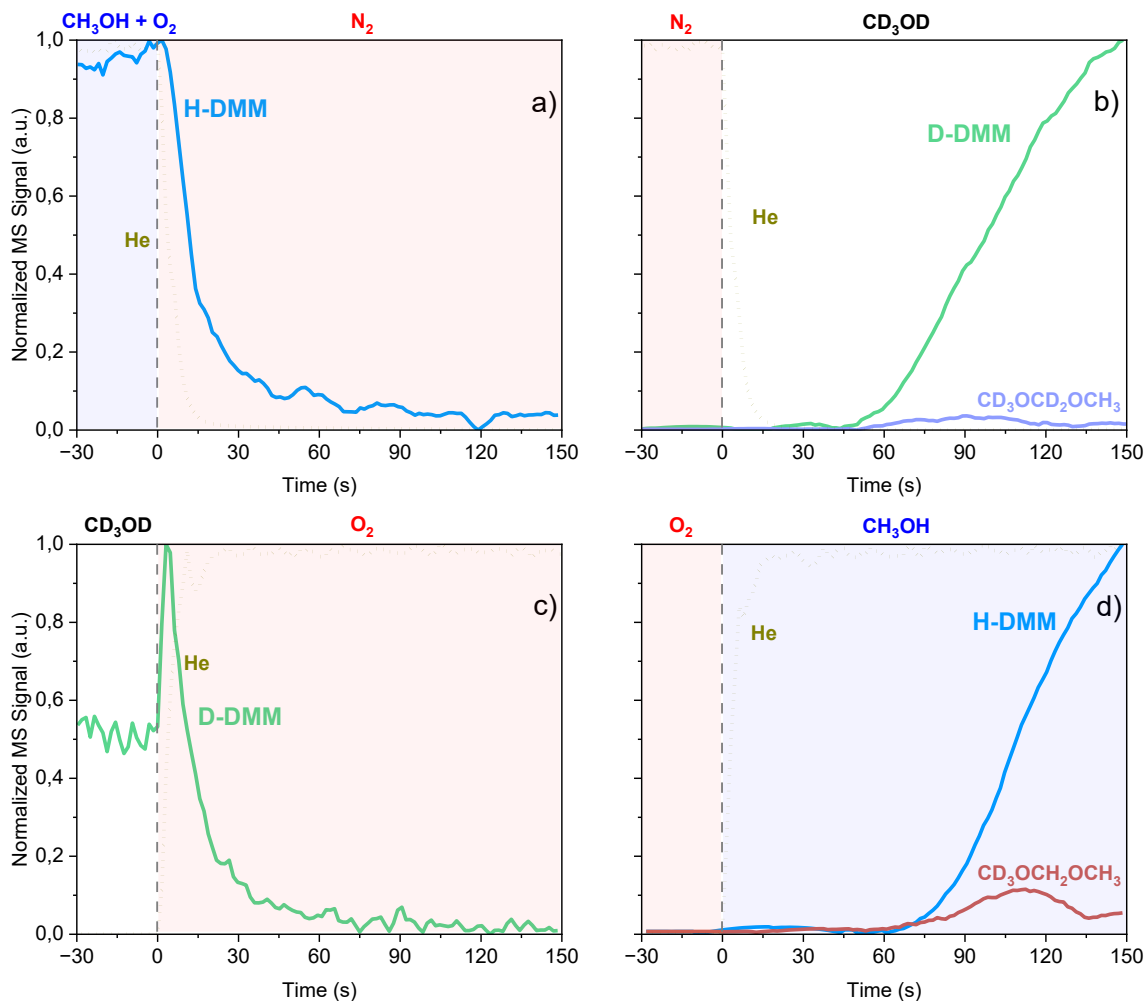 CH₃OH + O₂ N₂
1,0
0,8
0,6
0,4
0,2
0,0
Normalized MS Signal (a.u.)
H-DMM
a)
He
−30 0 30 60 90 120 150
Time (s)
N₂ CD₃OD
D-DMM
b)
He
CD₃OCD₂OCH₃
−30 0 30 60 90 120 150
Time (s)
CD₃OD O₂
1,0
0,8
0,6
0,4
0,2
0,0
Normalized MS Signal (a.u.)
c)
He
D-DMM
−30 0 30 60 90 120 150
Time (s)
O₂ CH₃OH
d)
H-DMM
He
CD₃OCH₂OCH₃
−30 0 30 60 90 120 150
Time (s)